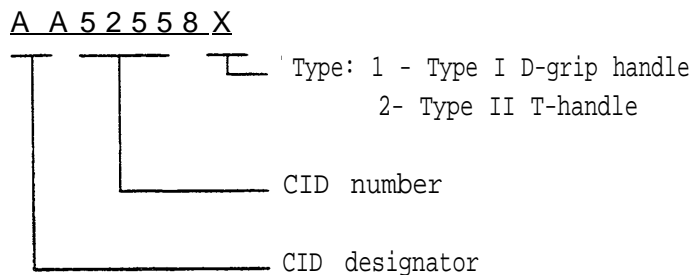 A A 5 2 5 5 8 X
Type: 1 - Type I D-grip handle
2- Type II T-handle
CID number
CID designator